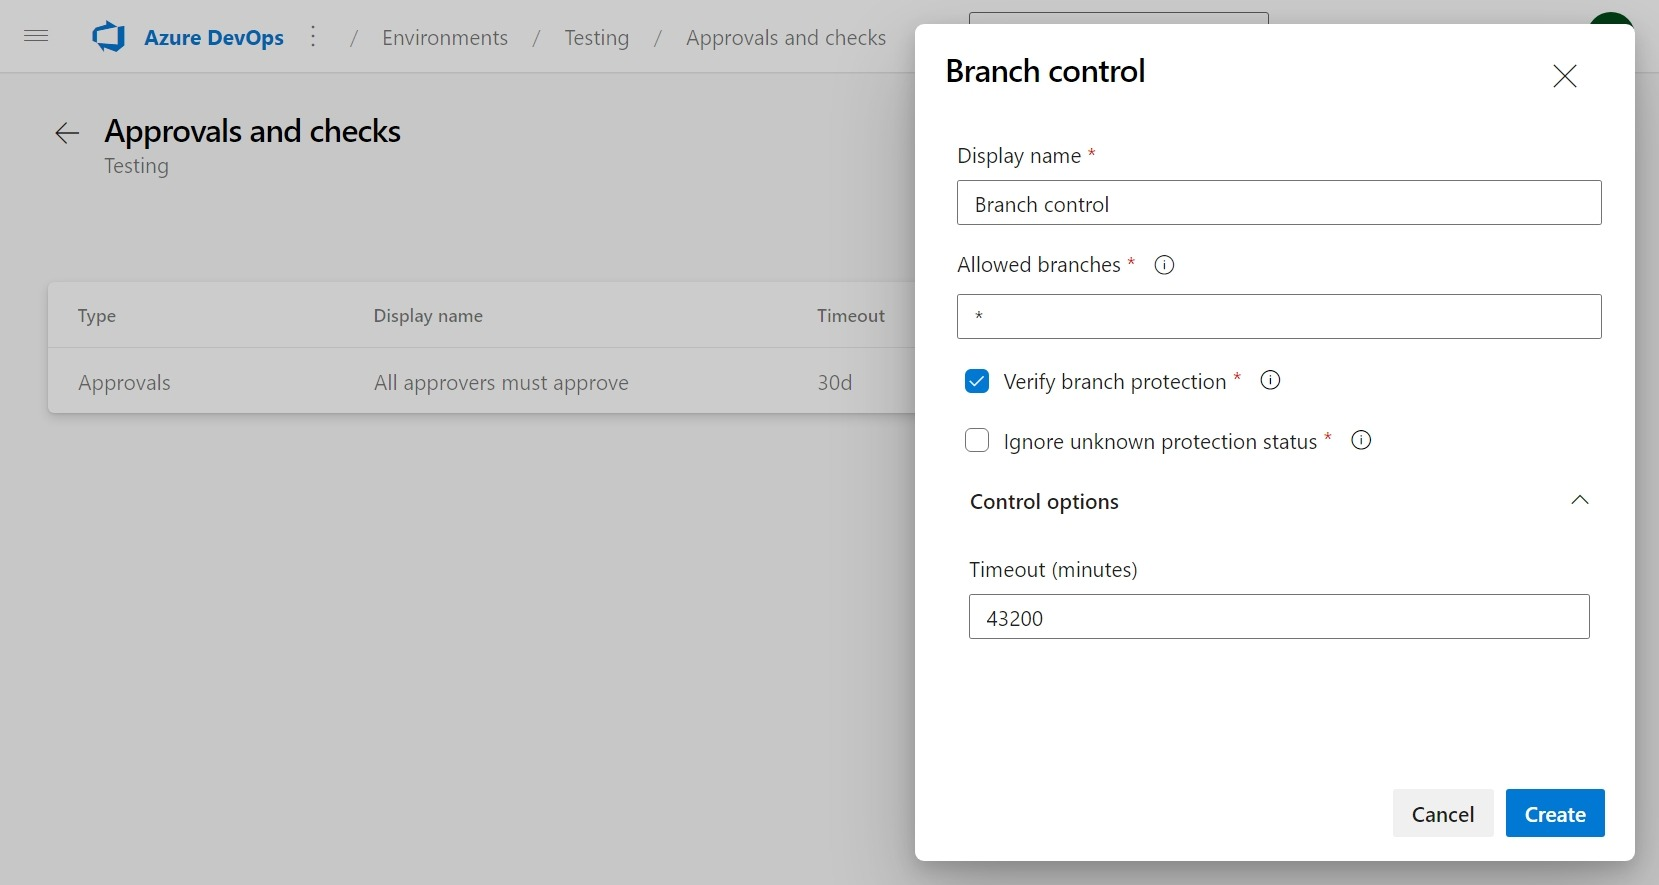 Azure DevOps / Environments / Testing / Approvals and checks
Approvals and checks
Testing
Type Display name Timeout
Approvals All approvers must approve 30d
Branch control
Display name *
Branch control
Allowed branches *
*
Verify branch protection *
Ignore unknown protection status *
Control options
Timeout (minutes)
43200
Cancel Create